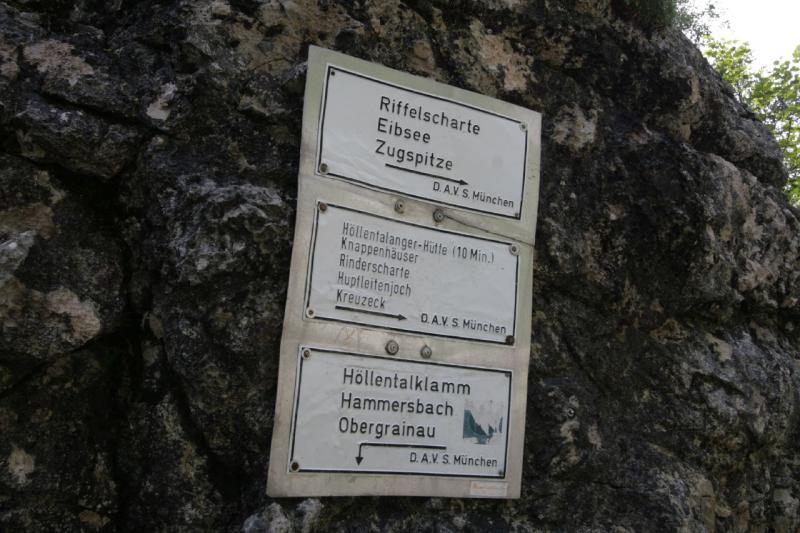 Riffelscharte
Eibsee
Zugspitze
D.A.V. S. München
Höllentalanger-Hütte (10 Min.)
Knappenhäuser
Rinderscharte
Hupfleitenjoch
Kreuzeck
D.A.V. S. München
Höllentalklamm
Hammersbach
Obergrainau
D.A.V. S. München